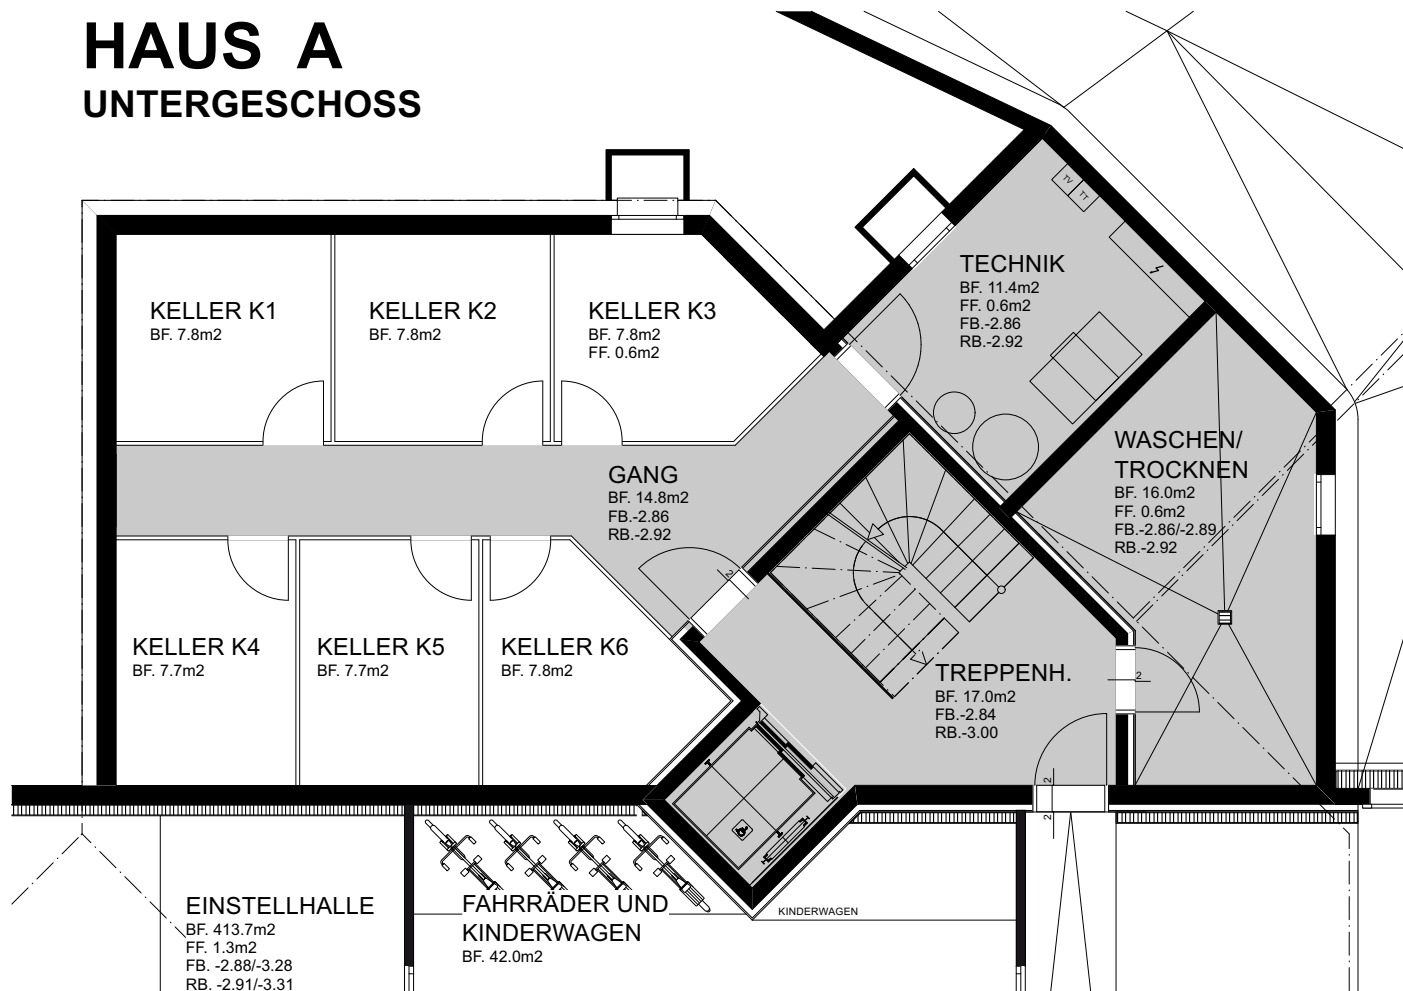 HAUS A
UNTERGESCHOSS
TV
TT
TECHNIK
BF. 11.4m2
FF. 0.6m2
FB.-2.86
RB.-2.92
KELLER K1
BF. 7.8m2
KELLER K2
BF. 7.8m2
KELLER K3
BF. 7.8m2
FF. 0.6m2
WASCHEN/
TROCKNEN
BF. 16.0m2
FF. 0.6m2
FB.-2.86/-2.89
RB.-2.92
GANG
BF. 14.8m2
FB.-2.86
RB.-2.92
2
KELLER K4
BF. 7.7m2
KELLER K5
BF. 7.7m2
KELLER K6
BF. 7.8m2
TREPPENH.
BF. 17.0m2
FB.-2.84
RB.-3.00
2
2
2
EINSTELLHALLE
BF. 413.7m2
FF. 1.3m2
FB. -2.88/-3.28
RB. -2.91/-3.31
FAHRRÄDER UND
KINDERWAGEN
BF. 42.0m2
KINDERWAGEN